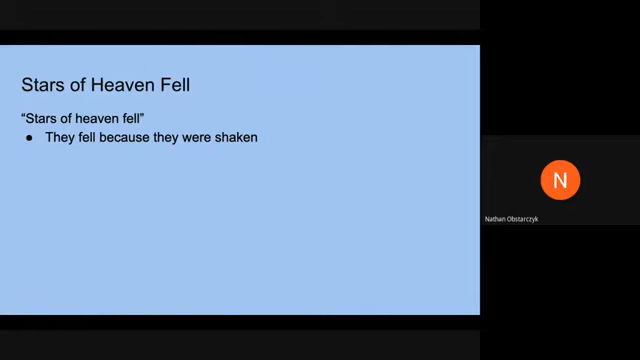 Stars of Heaven Fell
“Stars of heaven fell”
● They fell because they were shaken
N
Nathan Obstarczyk